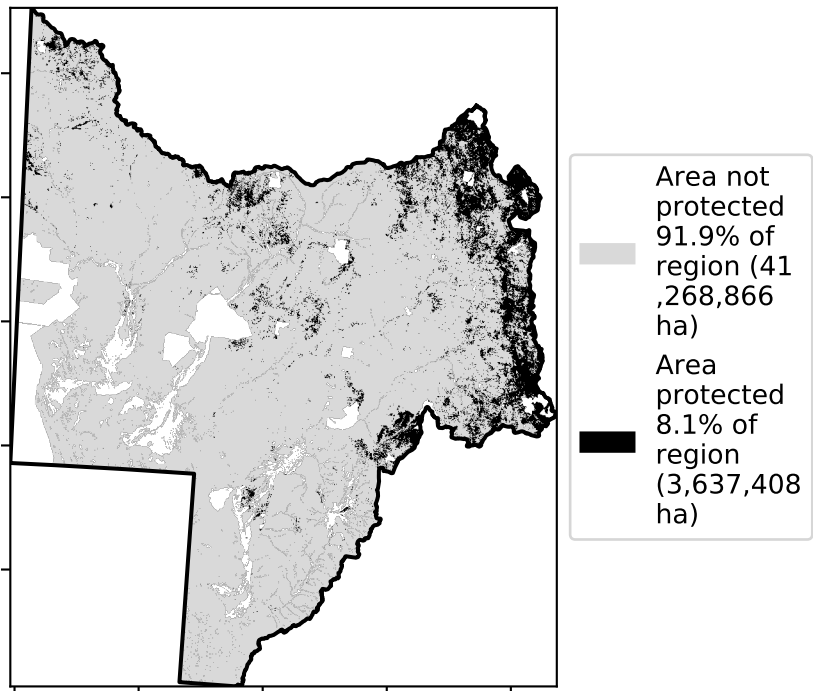 Area not
protected
91.9% of
region (41
,268,866
ha)
Area
protected
8.1% of
region
(3,637,408
ha)